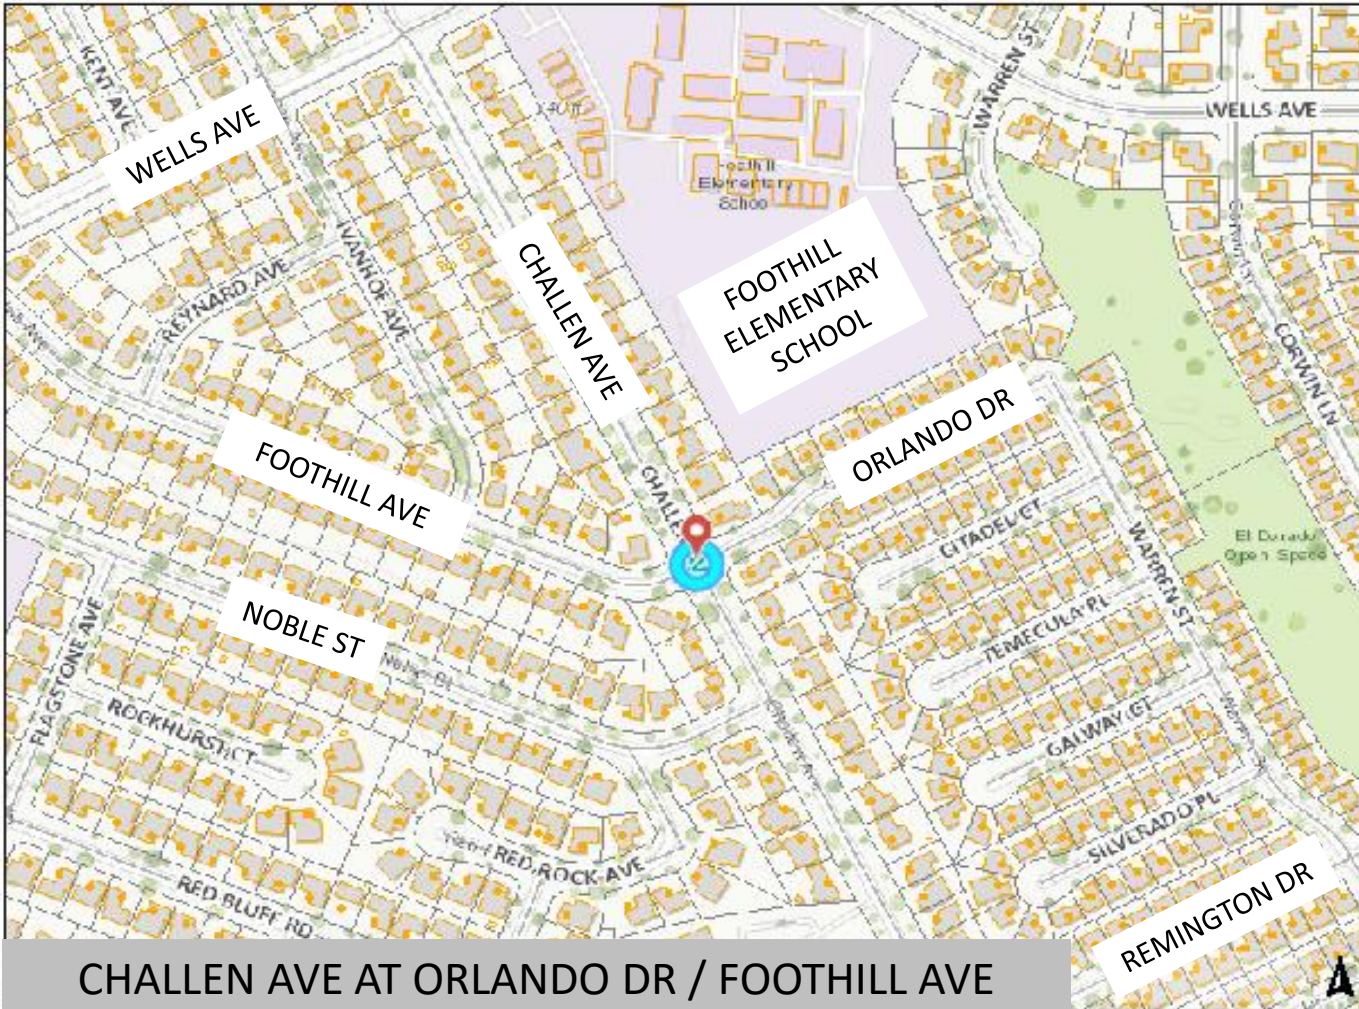 KENT AVE
WELLS AVE
WARREN ST
WELLS AVE
Elementary
School
REYNARD AVE
IVANHOE AVE
CHALLEN AVE
FOOTHILL
ELEMENTARY
SCHOOL
CORWIN LN
ORLANDO DR
FOOTHILL AVE
CITADEL CT
WARREN ST
El Dorado
Open Space
NOBLE ST
TEMECULA PL
FLAGSTONE AVE
ROCKHURST CT
GALWAY CT
SILVERADO PL
RED ROCK AVE
RED BLUFF RD
REMINGTON DR
CHALLEN AVE AT ORLANDO DR / FOOTHILL AVE